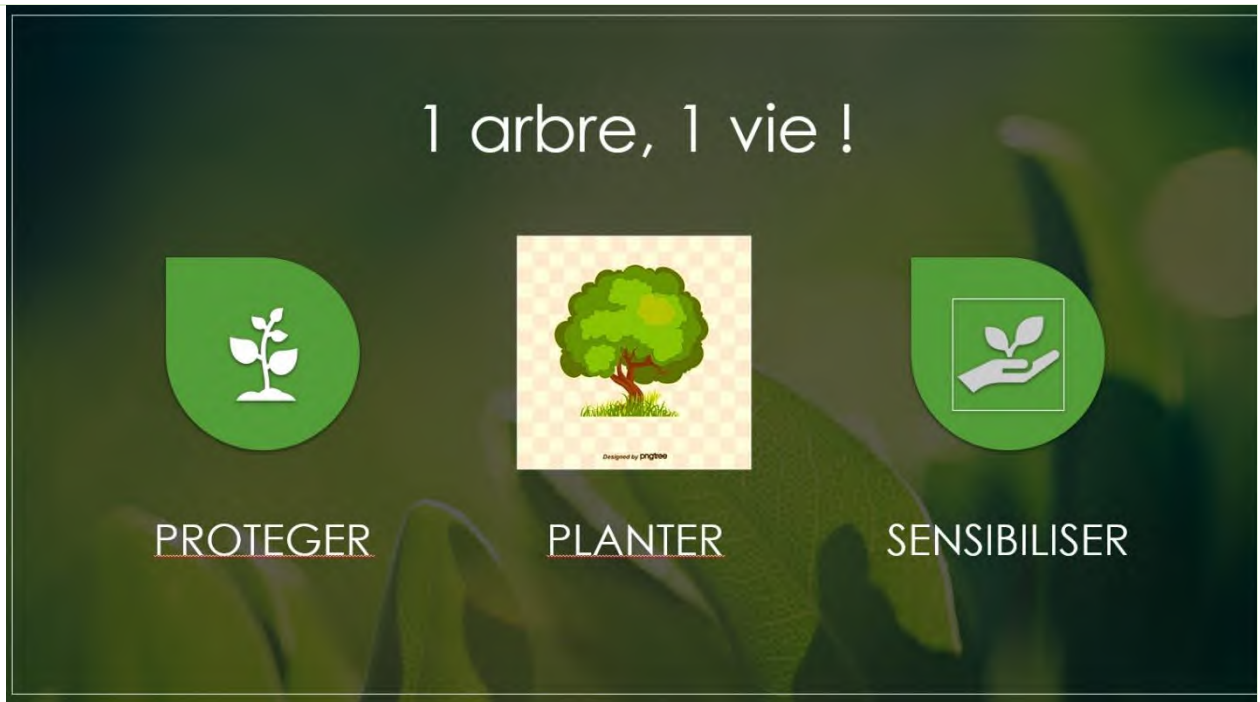 1 arbre, 1 vie !
Designed by pngtree
PROTEGER
PLANTER
SENSIBILISER